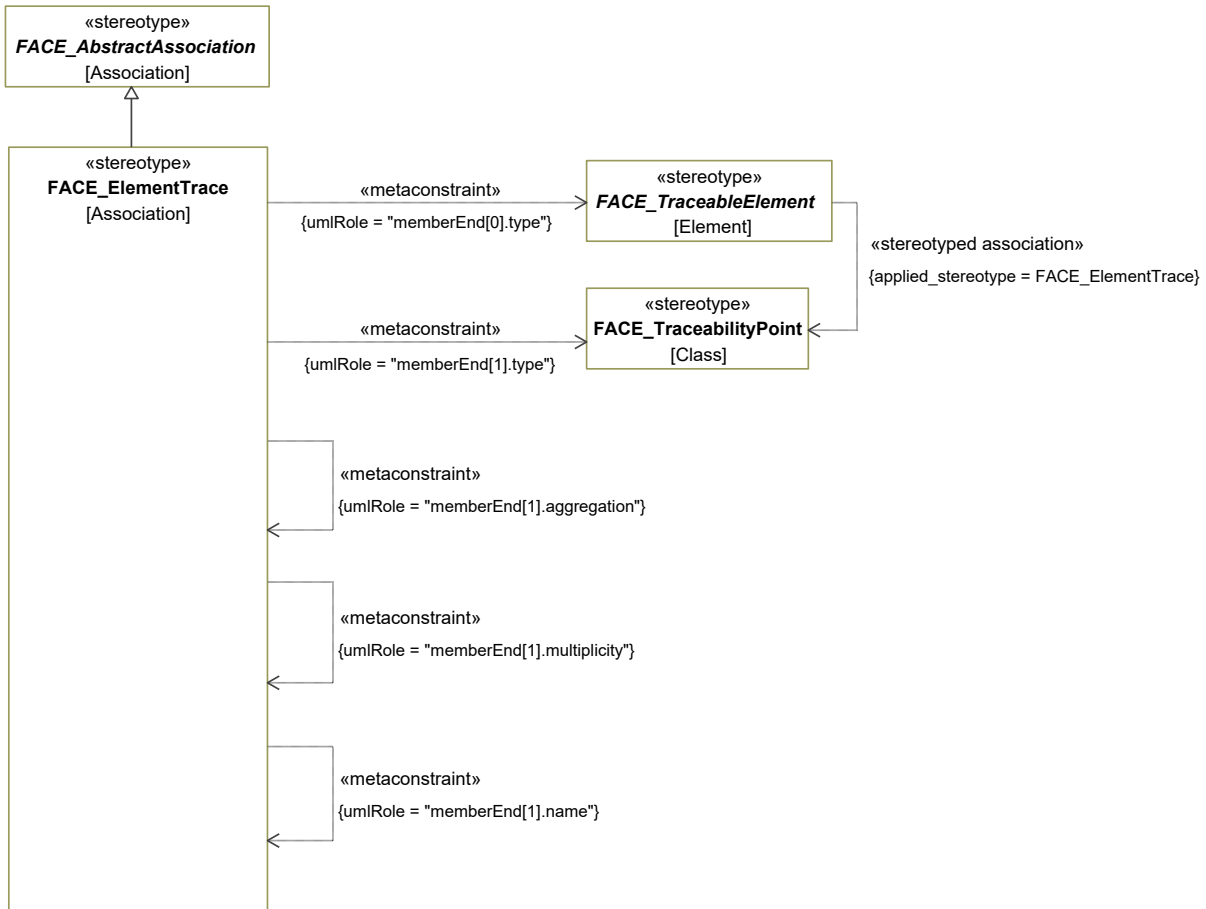 «stereotype»
FACE_AbstractAssociation
[Association]
«stereotype»
FACE_ElementTrace
[Association]
«metaconstraint»
{umlRole = "memberEnd[0].type"}
«stereotype»
FACE_TraceableElement
[Element]
«stereotyped association»
{applied_stereotype = FACE_ElementTrace}
«metaconstraint»
{umlRole = "memberEnd[1].type"}
«stereotype»
FACE_TraceabilityPoint
[Class]
«metaconstraint»
{umlRole = "memberEnd[1].aggregation"}
«metaconstraint»
{umlRole = "memberEnd[1].multiplicity"}
«metaconstraint»
{umlRole = "memberEnd[1].name"}